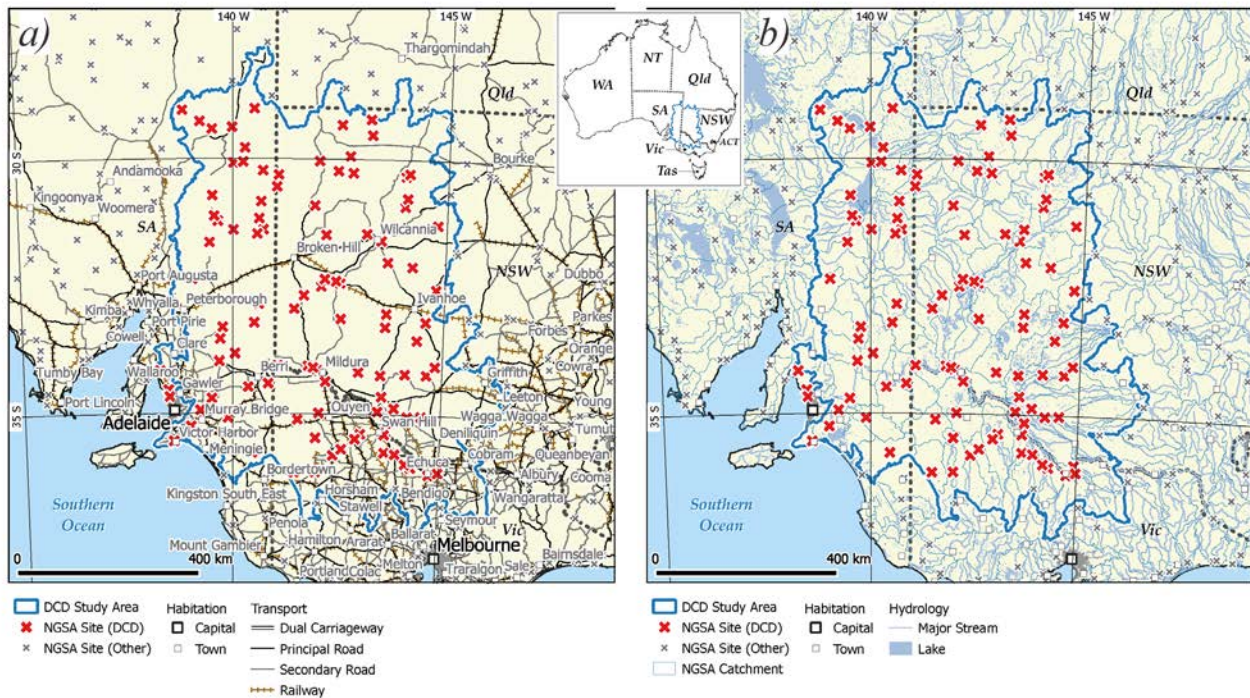 a)
140 W
145 W
Thargomindah
Qld
30 S
Bourke
Andamooka
Kingoonya
Woomera
SA
Wilcannia
Broken Hill
NSW
Port Augusta
Dubbo
Whyalla
Peterborough
Ivanhoe
Kimba
Port Pirie
Parkes
Cowell
Clare
Forbes
Orange
Wallaroo
Berri
Mildura
Cowra
Tumby Bay
Gawler
Griffith
Leeton
Young
Port Lincoln
Murray Bridge
Ouyen
35 S
Adelaide
Swan Hill
Wagga Wagga
Victor Harbor
Deniliquin
Tumut
Meningie
Cobram
Queanbeyan
Bordertown
Echuca
Albury
Cooma
Kingston South East
Horsham
Bendigo
Wangaratta
Southern
Ocean
Stawell
Penola
Seymour
Hamilton
Ararat
Ballarat
Vic
Mount Gambier
Melbourne
Bairnsdale
Melton
Portland
Colac
Traralgon
Sale
0
400 km
NT
WA
Qld
SA
NSW
Vic
ACT
Tas
b)
140 W
145 W
Qld
30 S
SA
NSW
35 S
Southern
Ocean
Vic
0
400 km
DCD Study Area
NGSA Site (DCD)
NGSA Site (Other)
Habitation
Capital
Town
Transport
Dual Carriageway
Principal Road
Secondary Road
Railway
DCD Study Area
NGSA Site (DCD)
NGSA Site (Other)
NGSA Catchment
Habitation
Capital
Town
Hydrology
Major Stream
Lake